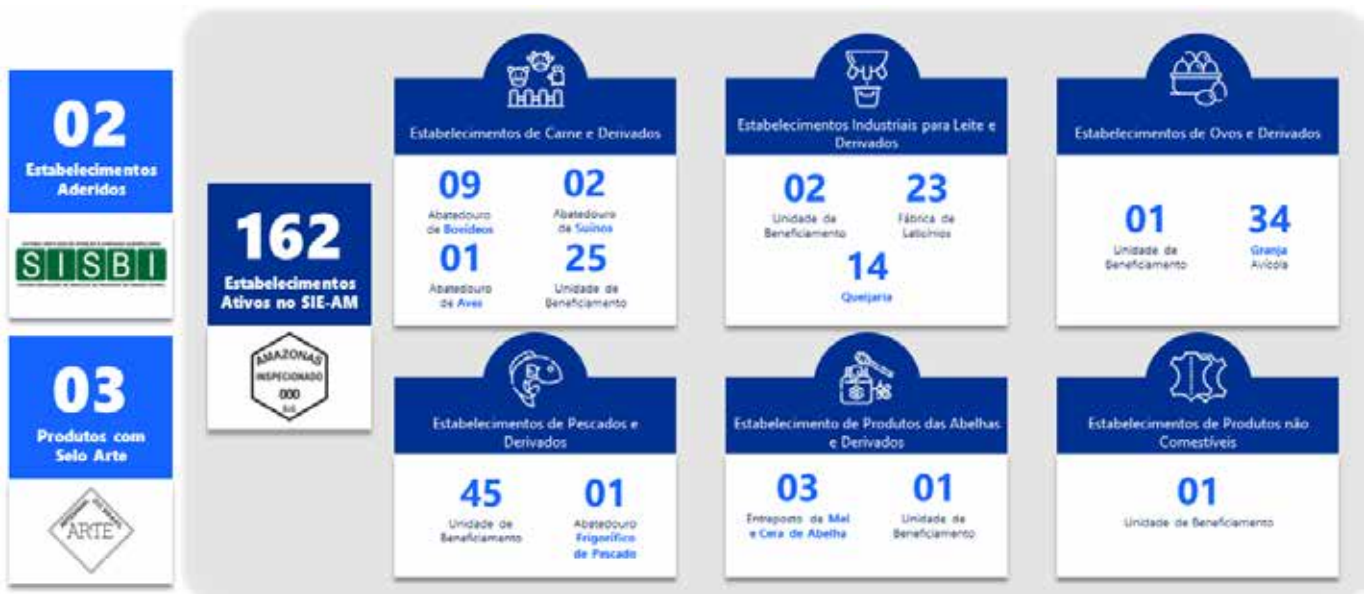 02
Estabelecimentos
Aderidos
SISBI
03
Produtos com
Selo Arte
ARTE
162
Estabelecimentos
Ativos no SIE-AM
AMAZONAS
INSPECIONADO
000
Estabelecimentos de Carne e Derivados
09
Abatedouro
de Bovídeos
02
Abatedouro
de Suínos
01
Abatedouro
de Aves
25
Unidade de
Beneficiamento
Estabelecimentos Industriais para Leite e
Derivados
02
Unidade de
Beneficiamento
23
Fábrica de
Laticínios
14
Queijaria
Estabelecimentos de Ovos e Derivados
01
Unidade de
Beneficiamento
34
Granja
Avícola
Estabelecimentos de Pescados e
Derivados
45
Unidade de
Beneficiamento
01
Abatedouro
Frigorífico
de Pescado
Estabelecimento de Produtos das Abelhas
e Derivados
03
Entreposto de Mel
e Cera de Abelha
01
Unidade de
Beneficiamento
Estabelecimentos de Produtos não
Comestíveis
01
Unidade de Beneficiamento